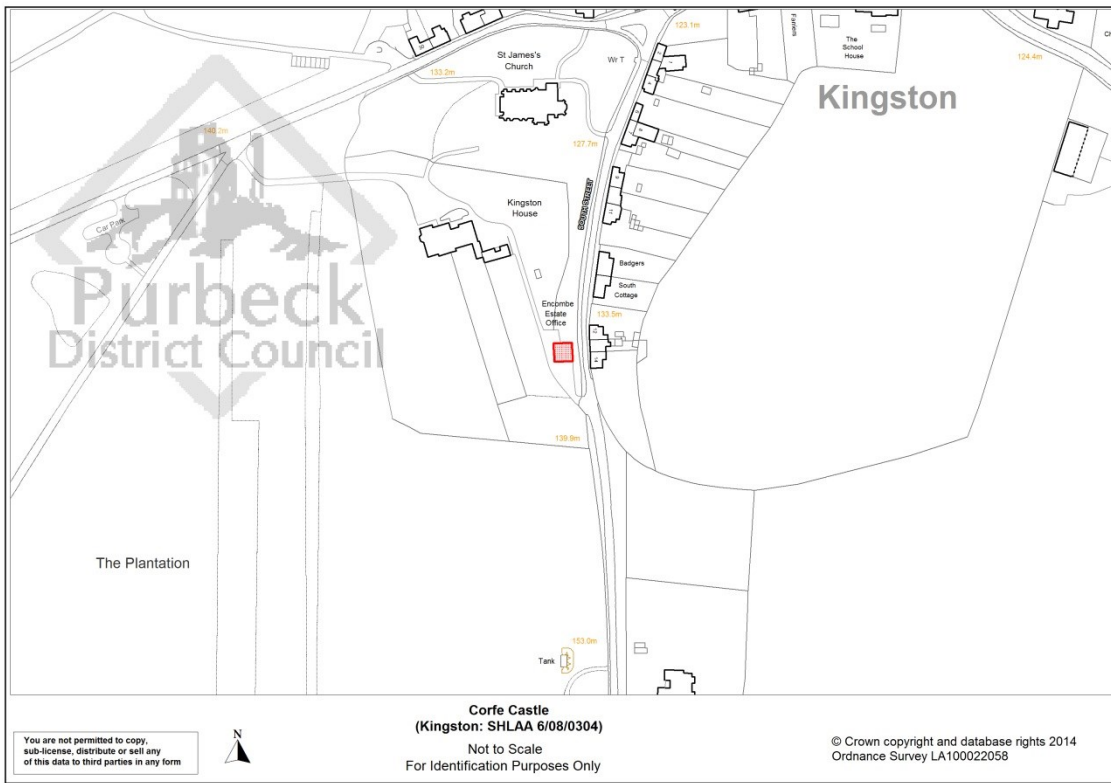 123.1m
Farriers
The
School
House
124.4m
St James's
Church
Wr T
133.2m
Kingston
140.2m
127.7m
SOUTH STREET
Kingston
House
Car Park
Purbeck
District Council
Badgers
South
Cottage
Encombe
Estate
Office
133.5m
139.9m
The Plantation
153.0m
Tank
Corfe Castle
(Kingston: SHLAA 6/08/0304)
Not to Scale
For Identification Purposes Only
You are not permitted to copy,
sub-license, distribute or sell any
of this data to third parties in any form
N
© Crown copyright and database rights 2014
Ordnance Survey LA100022058